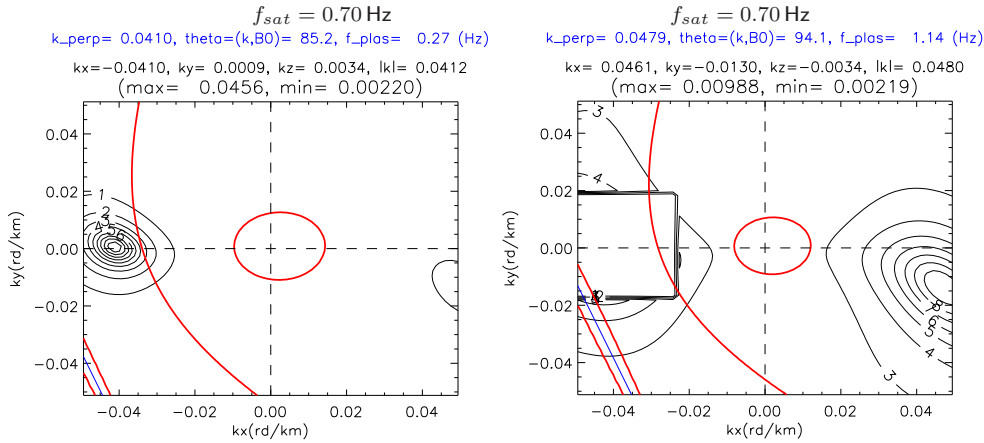 f_sat = 0.70 Hz
k_perp= 0.0410, theta=(k,B0)= 85.2, f_plas= 0.27 (Hz)
kx=-0.0410, ky= 0.0009, kz= 0.0034, |k|= 0.0412
(max= 0.0456, min= 0.00220)
0.04
0.02
0.00
-0.02
-0.04
ky(rd/km)
1
2
3
4
5
6
-0.04 -0.02 0.00 0.02 0.04
kx(rd/km)
f_sat = 0.70 Hz
k_perp= 0.0479, theta=(k,B0)= 94.1, f_plas= 1.14 (Hz)
kx= 0.0461, ky=-0.0130, kz=-0.0034, |k|= 0.0480
(max= 0.00988, min= 0.00219)
0.04
0.02
0.00
-0.02
-0.04
ky(rd/km)
3
4
2
3
8
6
5
4
3
-0.04 -0.02 0.00 0.02 0.04
kx(rd/km)